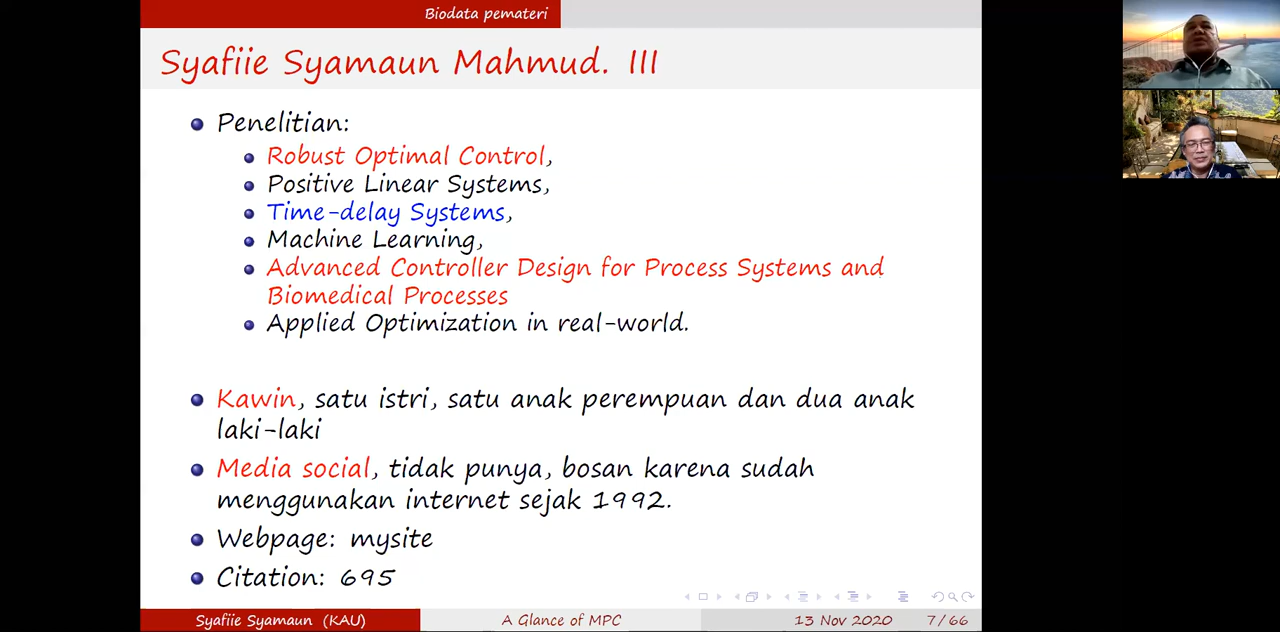 Biodata pemateri
Syafiie Syamaun Mahmud. III
Penelitian:
Robust Optimal Control,
Positive Linear Systems,
Time-delay Systems,
Machine Learning,
Advanced Controller Design for Process Systems and
Biomedical Processes
Applied Optimization in real-world.
Kawin, satu istri, satu anak perempuan dan dua anak
laki-laki
Media social, tidak punya, bosan karena sudah
menggunakan internet sejak 1992.
Webpage: mysite
Citation: 695
Syafiie Syamaun (KAU)
A Glance of MPC
13 Nov 2020
7/66